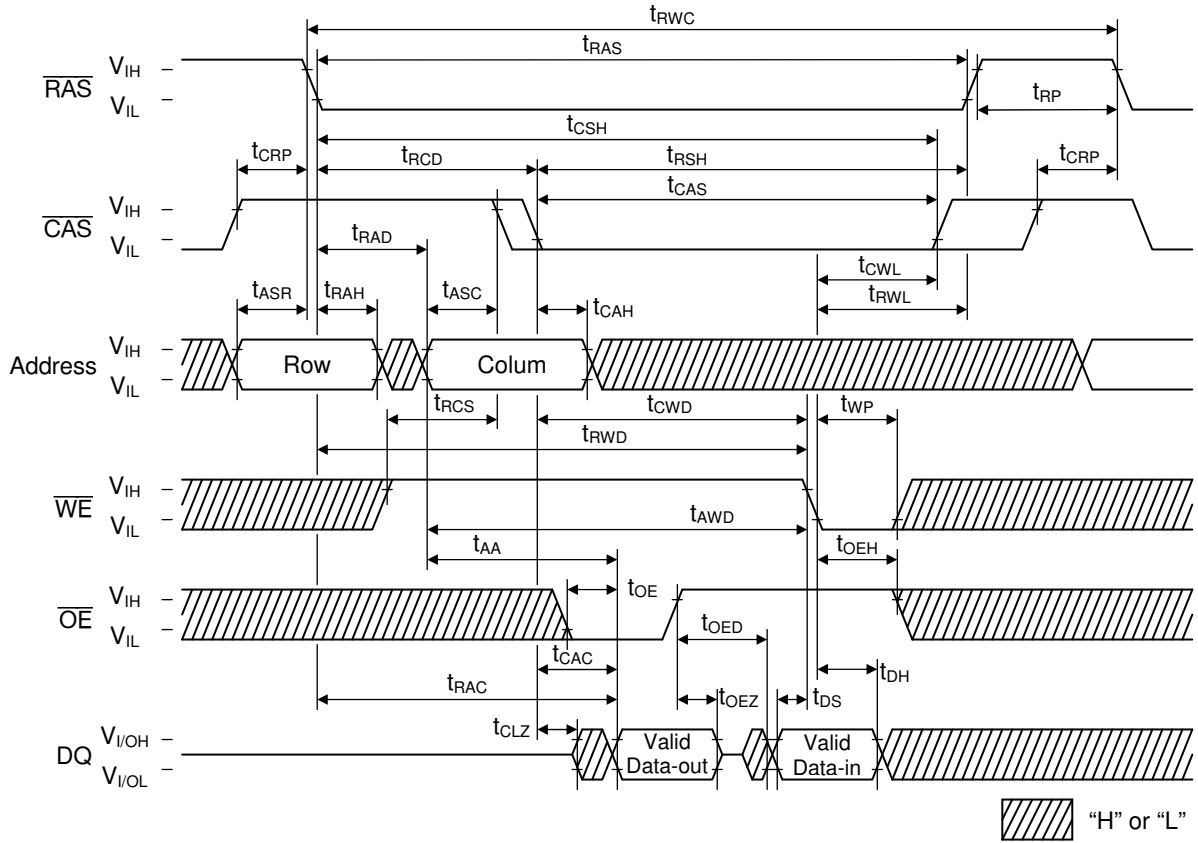 tRWC
tRAS
RAS
VIH
VIL
tRP
tCSH
tCRP
tRCD
tRSH
tCRP
tCAS
CAS
VIH
VIL
tRAD
tCWL
tRWL
tASR
tRAH
tASC
tCAH
Address
VIH
VIL
Row
Colum
tRCS
tCWD
tWP
tRWD
WE
VIH
VIL
tAWD
tAA
tOEH
OE
VIH
VIL
tOE
tOED
tCAC
tRAC
tOEZ
tDS
tDH
tCLZ
DQ
VI/OH
VI/OL
Valid
Data-out
Valid
Data-in
“H” or “L”